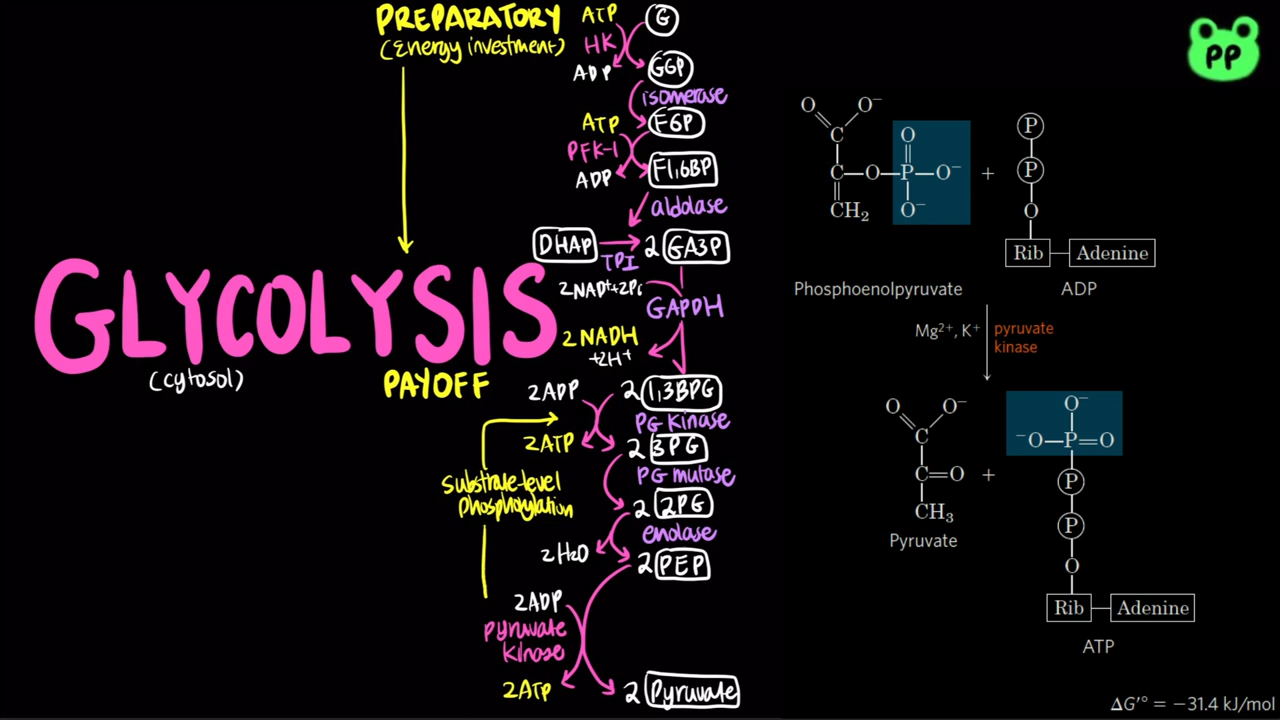 PREPARATORY
(Energy investment)
ATP
G
HK
ADP
G6P
isomerase
ATP
F6P
PFK-1
ADP
F1,6BP
aldolase
DHAP
2 GA3P
TPI
2NAD⁺+2Pi
GAPDH
2 NADH
+2H⁺
GLYCOLYSIS
(cytosol)
PAYOFF
2ADP
2 1,3BPG
PG Kinase
2ATP
2 3PG
PG mutase
Substrate-level
phosphorylation
2 2PG
enolase
2H₂O
2 PEP
2ADP
pyruvate
kinase
2ATP
2 Pyruvate
PP
O O⁻
C
O
C—O—P—O⁻
CH₂ O⁻
Phosphoenolpyruvate
+
P
P
O
Rib Adenine
ADP
Mg²⁺, K⁺ pyruvate
kinase
O O⁻
C
C=O
CH₃
Pyruvate
+
O⁻
⁻O—P=O
P
P
O
Rib Adenine
ATP
ΔG′° = −31.4 kJ/mol